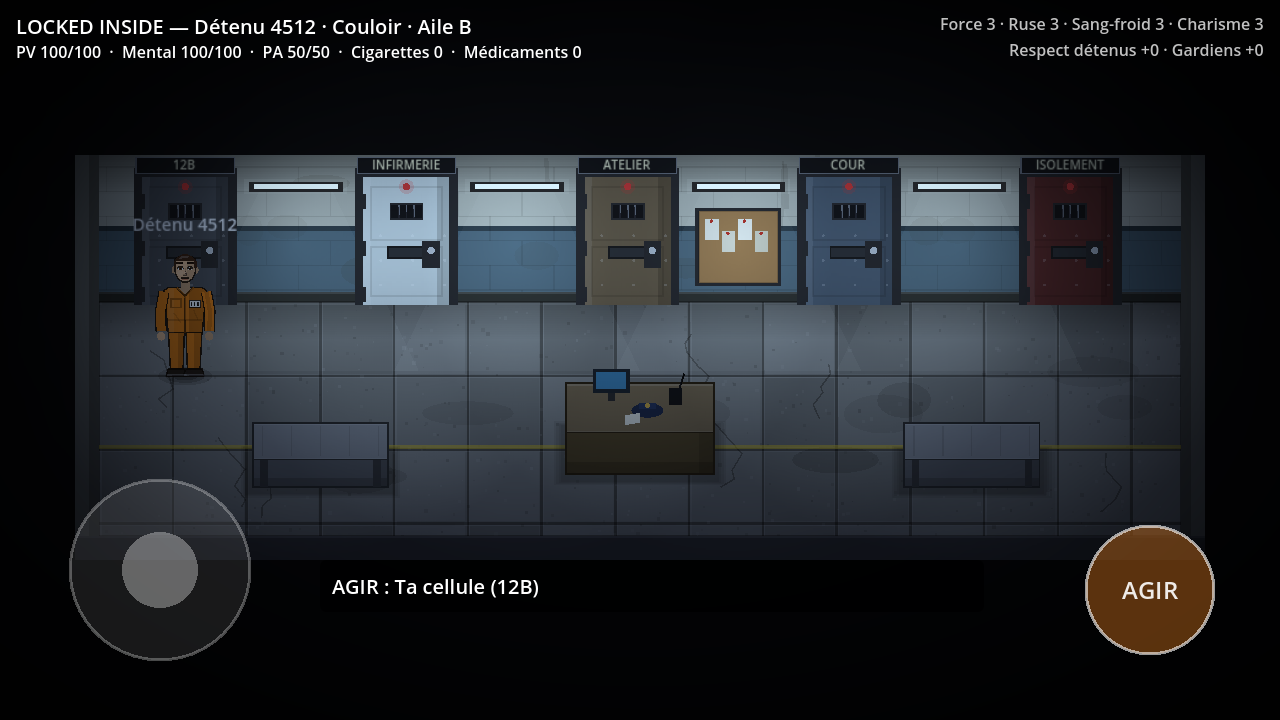 LOCKED INSIDE — Détenu 4512 · Couloir · Aile B
PV 100/100 · Mental 100/100 · PA 50/50 · Cigarettes 0 · Médicaments 0
Force 3 · Ruse 3 · Sang-froid 3 · Charisme 3
Respect détenus +0 · Gardiens +0
12B
INFIRMERIE
ATELIER
COUR
ISOLEMENT
Détenu 4512
AGIR : Ta cellule (12B)
AGIR